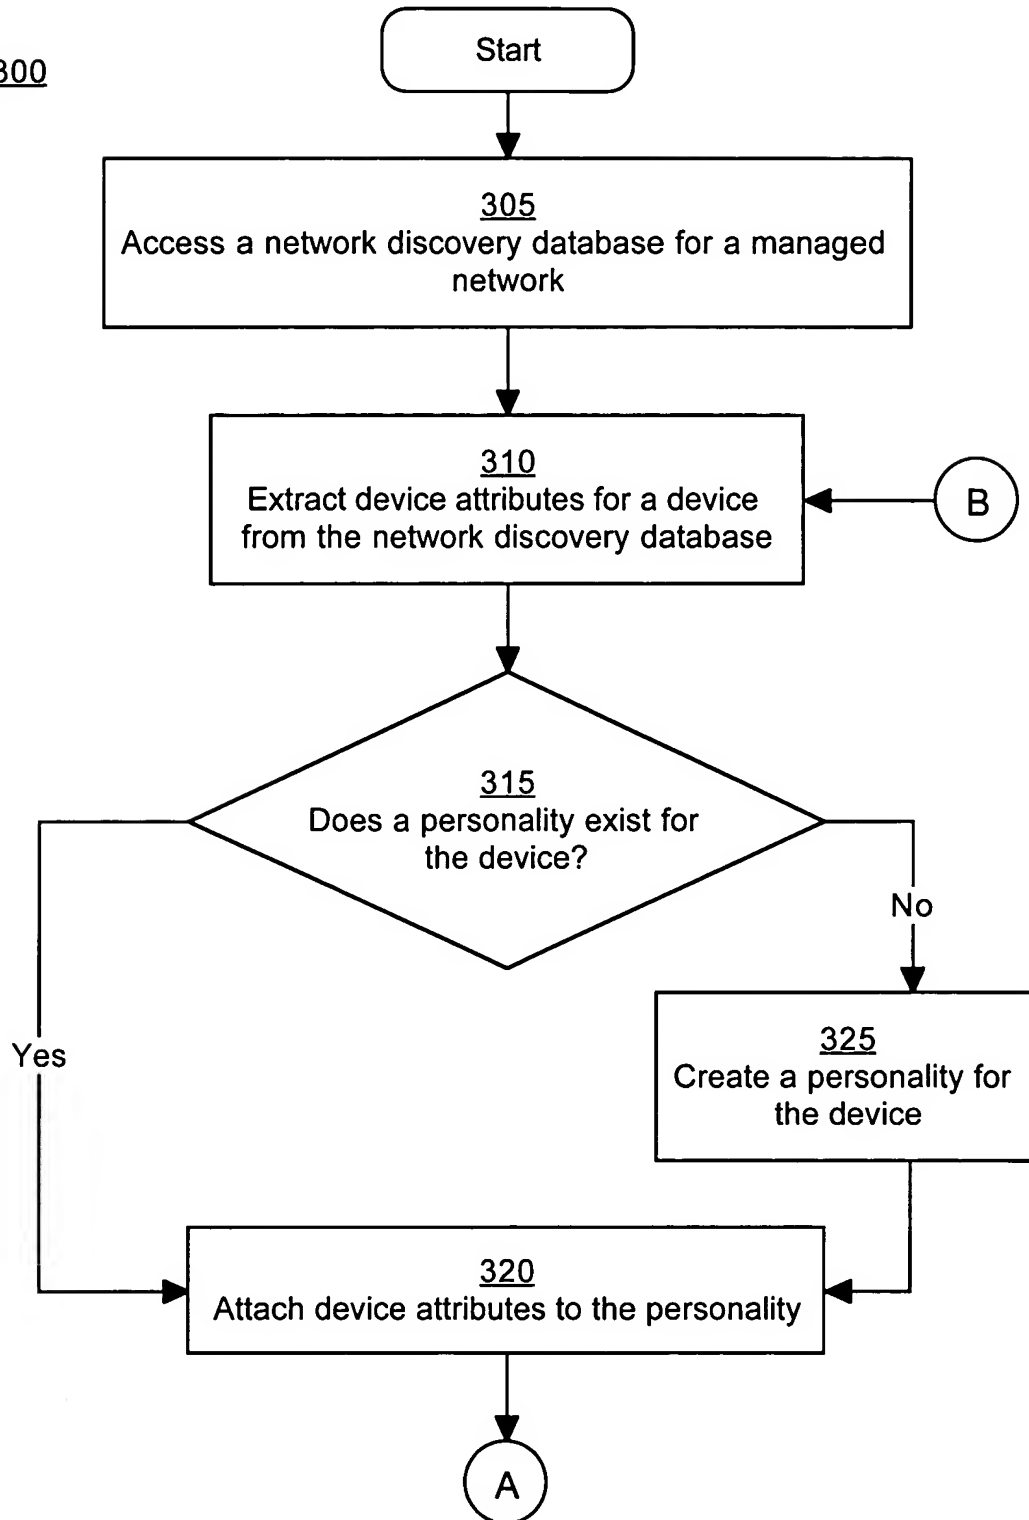 Start
300
305
Access a network discovery database for a managed
network
310
Extract device attributes for a device
from the network discovery database
B
315
Does a personality exist for
the device?
No
Yes
325
Create a personality for
the device
320
Attach device attributes to the personality
A